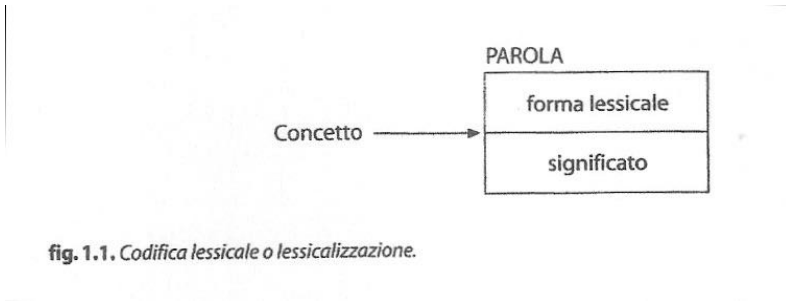 PAROLA
forma lessicale
Concetto
significato
fig. 1.1. Codifica lessicale o lessicalizzazione.